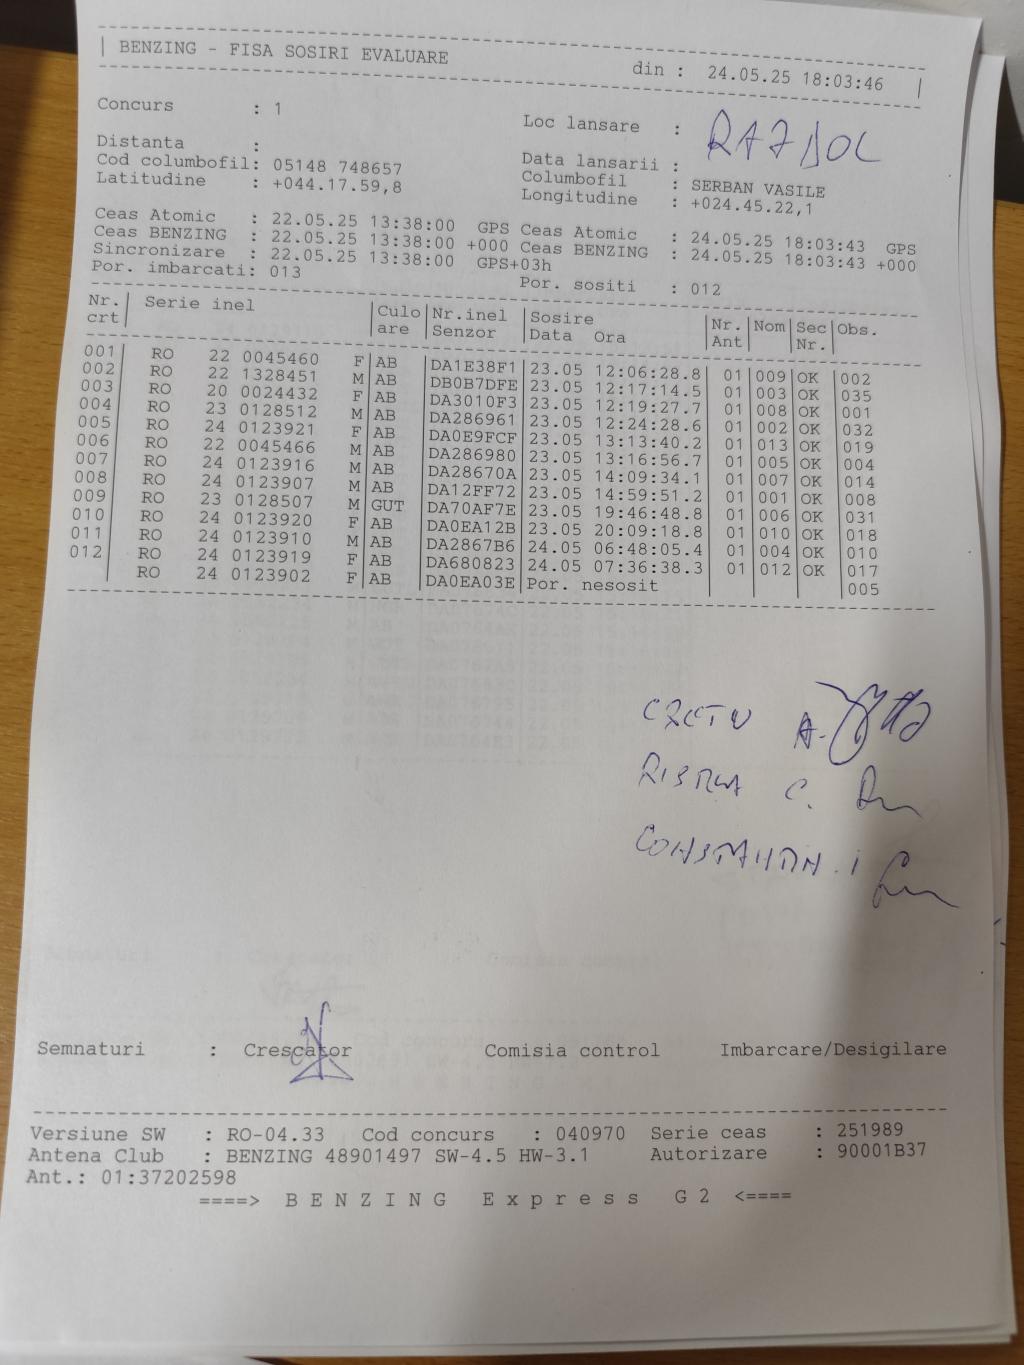 BENZING - FISA SOSIRI EVALUARE din : 24.05.25 18:03:46
Concurs : 1 Loc lansare : RAZDOL
Distanta : Data lansarii :
Cod columbofil: 05148 748657 Columbofil : SERBAN VASILE
Latitudine : +044.17.59,8 Longitudine : +024.45.22,1
Ceas Atomic : 22.05.25 13:38:00 GPS Ceas Atomic : 24.05.25 18:03:43 GPS
Ceas BENZING : 22.05.25 13:38:00 +000 Ceas BENZING : 24.05.25 18:03:43 +000
Sincronizare : 22.05.25 13:38:00 GPS+03h
Por. imbarcati: 013 Por. sositi : 012
Nr. Serie inel Culo Nr.inel Sosire Nr. Nom Sec Obs.
crt are Senzor Data Ora Ant Nr.
001 RO 22 0045460 F AB DA1E38F1 23.05 12:06:28.8 01 009 OK 002
002 RO 22 1328451 M AB DB0B7DFE 23.05 12:17:14.5 01 003 OK 035
003 RO 20 0024432 F AB DA3010F3 23.05 12:19:27.7 01 008 OK 001
004 RO 23 0128512 M AB DA286961 23.05 12:24:28.6 01 002 OK 032
005 RO 24 0123921 F AB DA0E9FCF 23.05 13:13:40.2 01 013 OK 019
006 RO 22 0045466 M AB DA286980 23.05 13:16:56.7 01 005 OK 004
007 RO 24 0123916 M AB DA28670A 23.05 14:09:34.1 01 007 OK 014
008 RO 24 0123907 M AB DA12FF72 23.05 14:59:51.2 01 001 OK 008
009 RO 23 0128507 M GUT DA70AF7E 23.05 19:46:48.8 01 006 OK 031
010 RO 24 0123920 F AB DA0EA12B 23.05 20:09:18.8 01 010 OK 018
011 RO 24 0123910 M AB DA2867B6 24.05 06:48:05.4 01 004 OK 010
012 RO 24 0123919 F AB DA680823 24.05 07:36:38.3 01 012 OK 017
RO 24 0123902 F AB DA0EA03E Por. nesosit 005
CRETU A.
C.
CONSTANTIN. I
Semnaturi : Crescator Comisia control Imbarcare/Desigilare
Versiune SW : RO-04.33 Cod concurs : 040970 Serie ceas : 251989
Antena Club : BENZING 48901497 SW-4.5 HW-3.1 Autorizare : 90001B37
Ant.: 01:37202598
====> B E N Z I N G E x p r e s s G 2 <====